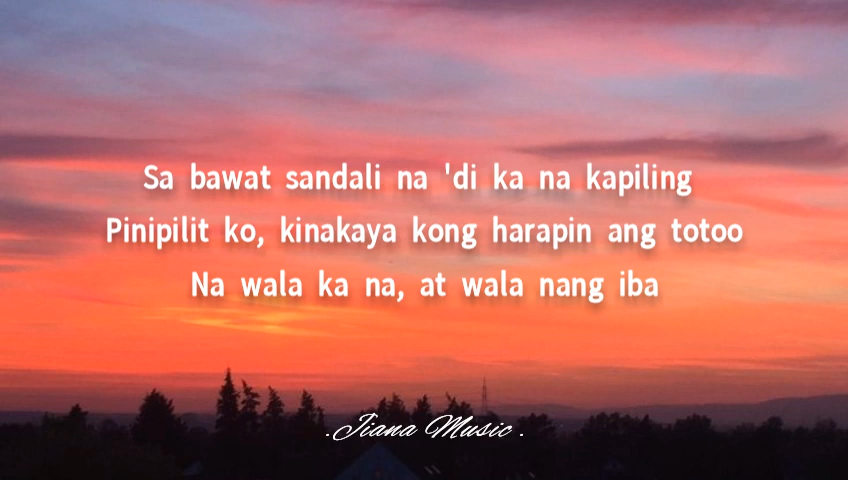 Sa bawat sandali na 'di ka na kapiling
Pinipilit ko, kinakaya kong harapin ang totoo
Na wala ka na, at wala nang iba
. Jiana Music .